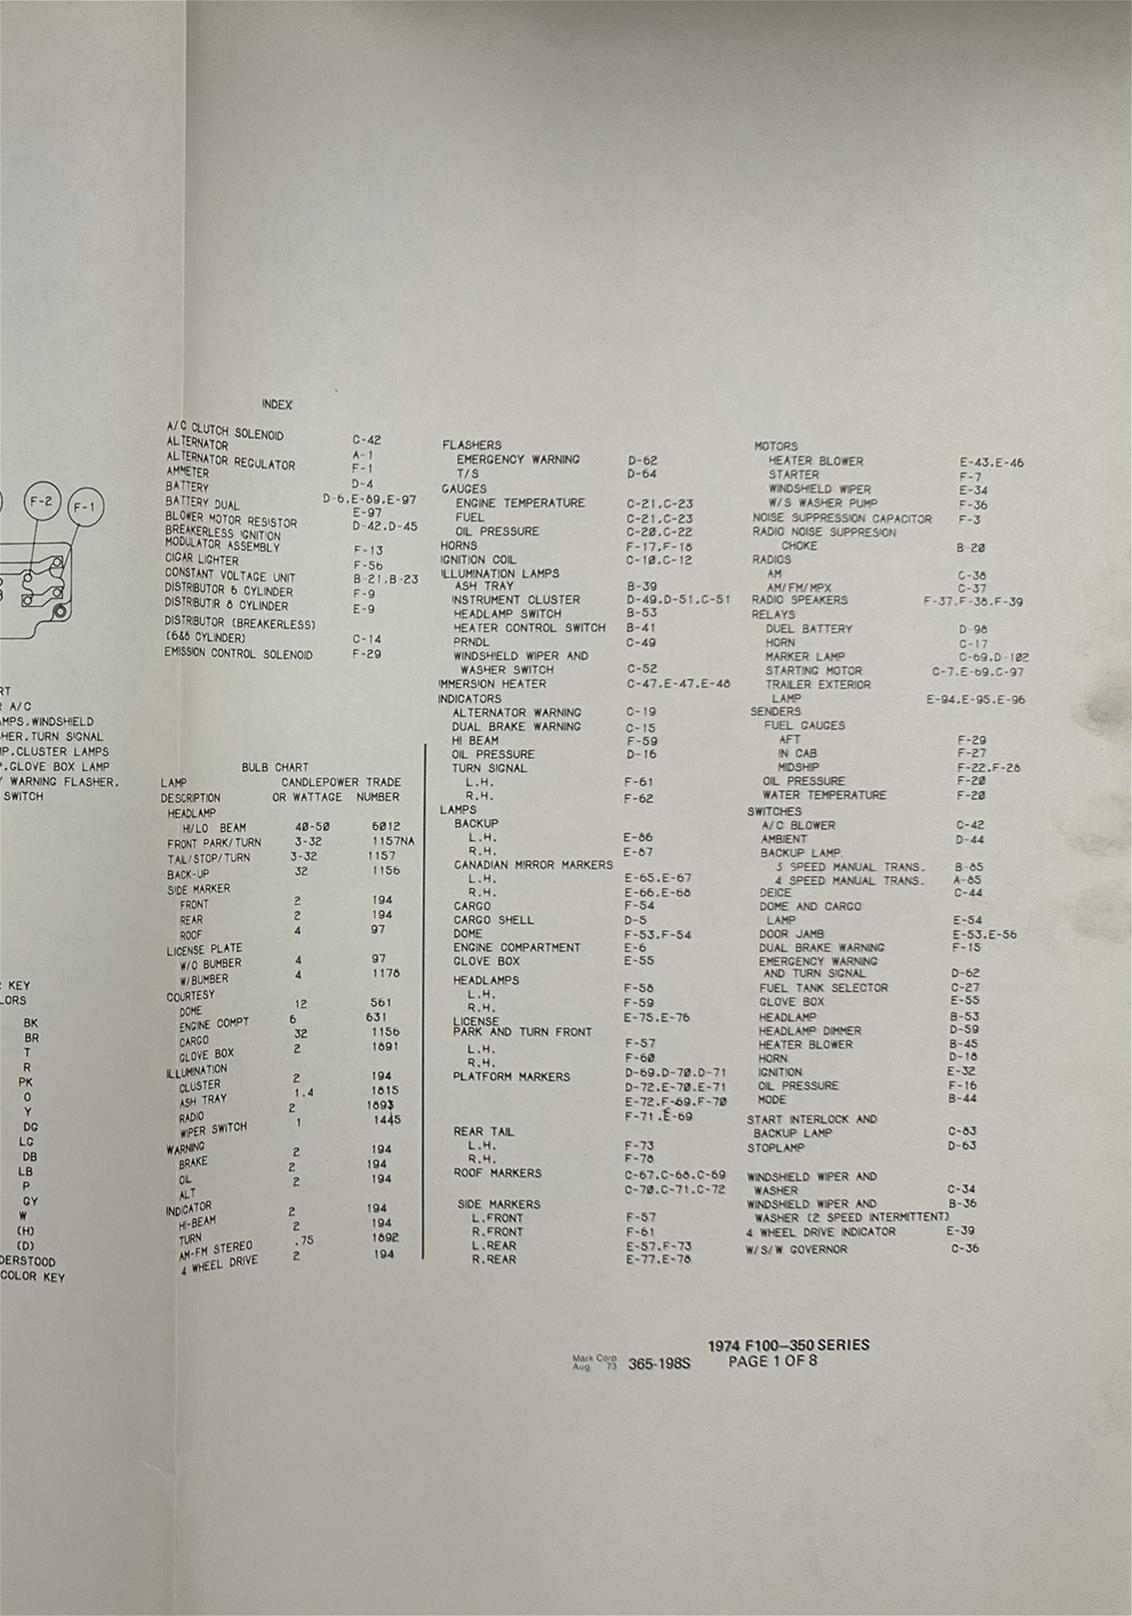 INDEX
A/C CLUTCH SOLENOID C-42
ALTERNATOR A-1
ALTERNATOR REGULATOR F-1
AMMETER D-4
BATTERY D-6.E-69.E-97
BATTERY DUAL E-97
BLOWER MOTOR RESISTOR D-42.D-45
BREAKERLESS IGNITION
MODULATOR ASSEMBLY F-13
CIGAR LIGHTER F-56
CONSTANT VOLTAGE UNIT B-21.B-23
DISTRIBUTOR 6 CYLINDER F-9
DISTRIBUTIR 8 CYLINDER E-9
DISTRIBUTOR (BREAKERLESS)
(6&8 CYLINDER) C-14
EMISSION CONTROL SOLENOID F-29
F-2
F-1
RT
R A/C
AMPS.WINDSHIELD
HER.TURN SIGNAL
MP.CLUSTER LAMPS
P.GLOVE BOX LAMP
Y WARNING FLASHER.
SWITCH
KEY
LORS
BK
BR
T
R
PK
O
Y
DG
LG
DB
LB
P
GY
W
(H)
(D)
DERSTOOD
COLOR KEY
BULB CHART
LAMP CANDLEPOWER TRADE
DESCRIPTION OR WATTAGE NUMBER
HEADLAMP
HI/LO BEAM 40-50 6012
FRONT PARK/TURN 3-32 1157NA
TAIL/STOP/TURN 3-32 1157
BACK-UP 32 1156
SIDE MARKER
FRONT 2 194
REAR 2 194
ROOF 4 97
LICENSE PLATE
W/O BUMBER 4 97
W/BUMBER 4 1178
COURTESY
DOME 12 561
ENGINE COMPT 6 631
CARGO 32 1156
GLOVE BOX 2 1891
ILLUMINATION
CLUSTER 2 194
ASH TRAY 1.4 1815
RADIO 2 1893
WIPER SWITCH 1 1445
WARNING
BRAKE 2 194
OIL 2 194
ALT 2 194
INDICATOR
HI-BEAM 2 194
TURN 2 194
AM-FM STEREO .75 1892
4 WHEEL DRIVE 2 194
FLASHERS
EMERGENCY WARNING D-62
T/S D-64
GAUGES
ENGINE TEMPERATURE C-21.C-23
FUEL C-21.C-23
OIL PRESSURE C-20.C-22
HORNS F-17.F-18
IGNITION COIL C-10.C-12
ILLUMINATION LAMPS
ASH TRAY B-39
INSTRUMENT CLUSTER D-49.D-51.C-51
HEADLAMP SWITCH B-53
HEATER CONTROL SWITCH B-41
PRNDL C-49
WINDSHIELD WIPER AND
WASHER SWITCH C-52
IMMERSION HEATER C-47.E-47.E-48
INDICATORS
ALTERNATOR WARNING C-19
DUAL BRAKE WARNING C-15
HI BEAM F-59
OIL PRESSURE D-16
TURN SIGNAL
L.H. F-61
R.H. F-62
LAMPS
BACKUP
L.H. E-86
R.H. E-87
CANADIAN MIRROR MARKERS
L.H. E-65.E-67
R.H. E-66.E-68
CARGO F-54
CARGO SHELL D-5
DOME F-53.F-54
ENGINE COMPARTMENT E-6
GLOVE BOX E-55
HEADLAMPS
L.H. F-58
R.H. F-59
LICENSE E-75.E-76
PARK AND TURN FRONT
L.H. F-57
R.H. F-60
PLATFORM MARKERS D-69.D-70.D-71
D-72.E-70.E-71
E-72.F-69.F-70
F-71.E-69
REAR TAIL
L.H. F-73
R.H. F-78
ROOF MARKERS C-67.C-68.C-69
C-70.C-71.C-72
SIDE MARKERS
L.FRONT F-57
R.FRONT F-61
L.REAR E-57.F-73
R.REAR E-77.E-78
MOTORS
HEATER BLOWER E-43.E-46
STARTER F-7
WINDSHIELD WIPER E-34
W/S WASHER PUMP F-36
NOISE SUPPRESSION CAPACITOR F-3
RADIO NOISE SUPPRESION
CHOKE B-20
RADIOS
AM C-38
AM/FM/MPX C-37
RADIO SPEAKERS F-37.F-38.F-39
RELAYS
DUEL BATTERY D-98
HORN C-17
MARKER LAMP C-69.D-102
STARTING MOTOR C-7.E-69.C-97
TRAILER EXTERIOR
LAMP E-94.E-95.E-96
SENDERS
FUEL GAUGES
AFT F-29
IN CAB F-27
MIDSHIP F-22.F-28
OIL PRESSURE F-20
WATER TEMPERATURE F-20
SWITCHES
A/C BLOWER C-42
AMBIENT D-44
BACKUP LAMP.
3 SPEED MANUAL TRANS. B-85
4 SPEED MANUAL TRANS. A-85
DEICE C-44
DOME AND CARGO
LAMP E-54
DOOR JAMB E-53.E-56
DUAL BRAKE WARNING F-15
EMERGENCY WARNING
AND TURN SIGNAL D-62
FUEL TANK SELECTOR C-27
GLOVE BOX E-55
HEADLAMP B-53
HEADLAMP DIMMER D-59
HEATER BLOWER B-45
HORN D-18
IGNITION E-32
OIL PRESSURE F-16
MODE B-44
START INTERLOCK AND
BACKUP LAMP C-83
STOPLAMP D-63
WINDSHIELD WIPER AND
WASHER C-34
WINDSHIELD WIPER AND B-36
WASHER (2 SPEED INTERMITTENT)
4 WHEEL DRIVE INDICATOR E-39
W/S/W GOVERNOR C-36
1974 F100–350 SERIES
Mark Corp
Aug 73 365-198S PAGE 1 OF 8